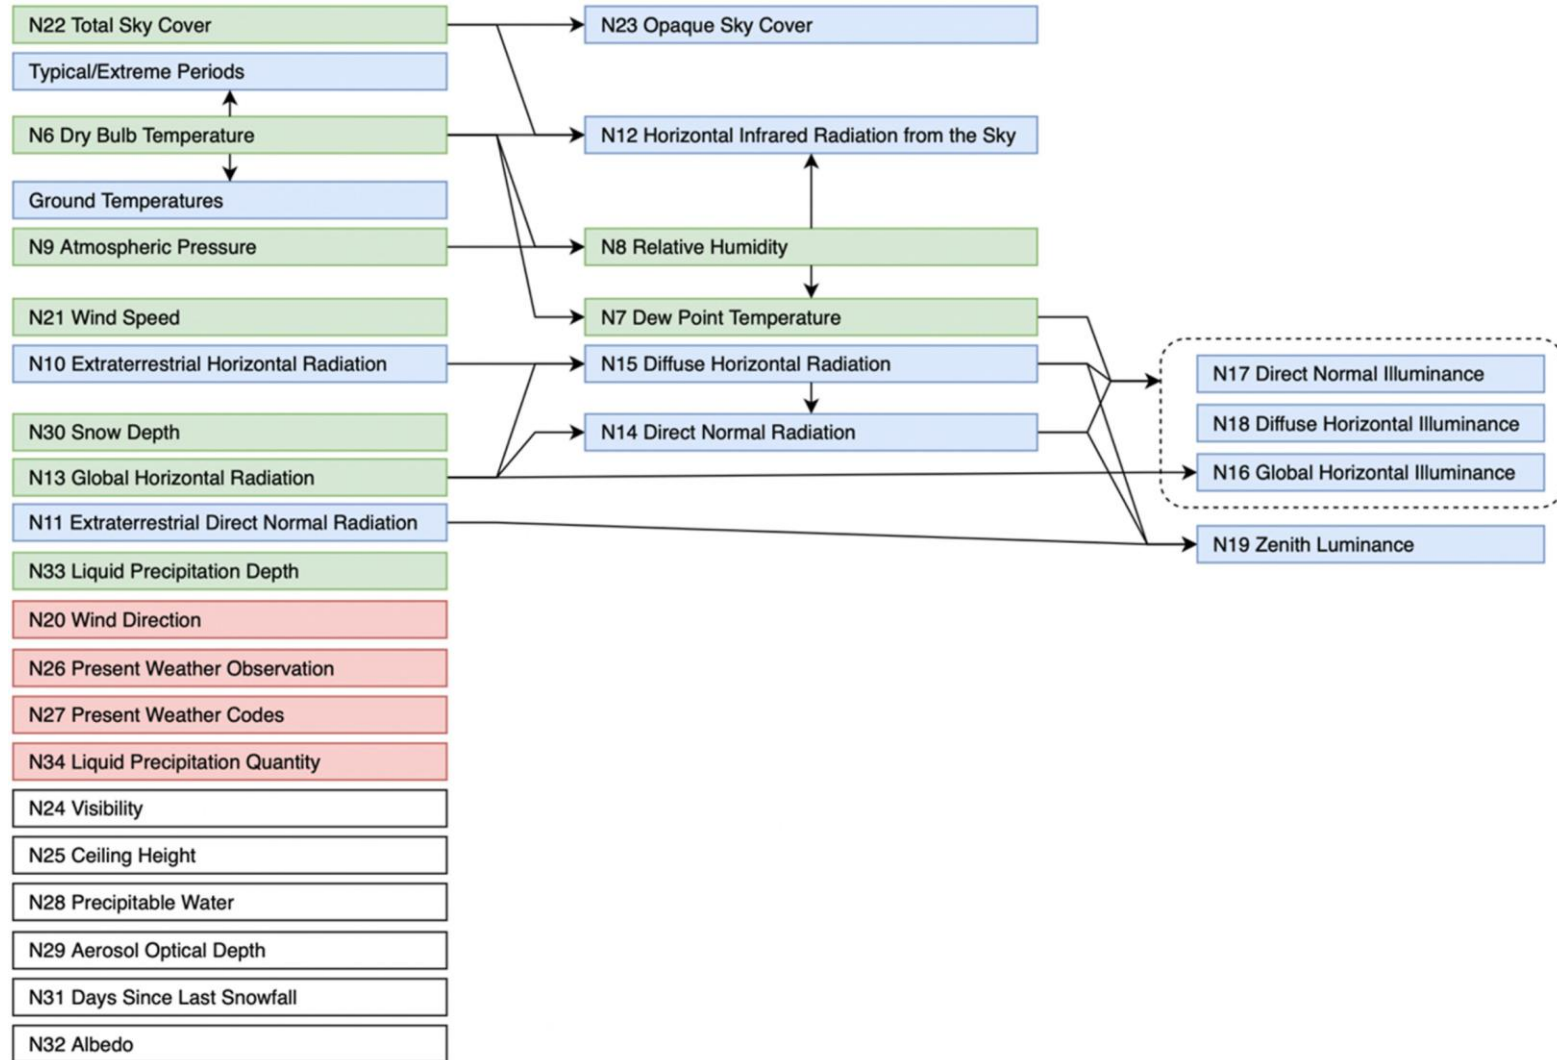 N22 Total Sky Cover
Typical/Extreme Periods
N6 Dry Bulb Temperature
Ground Temperatures
N9 Atmospheric Pressure
N21 Wind Speed
N10 Extraterrestrial Horizontal Radiation
N30 Snow Depth
N13 Global Horizontal Radiation
N11 Extraterrestrial Direct Normal Radiation
N33 Liquid Precipitation Depth
N20 Wind Direction
N26 Present Weather Observation
N27 Present Weather Codes
N34 Liquid Precipitation Quantity
N24 Visibility
N25 Ceiling Height
N28 Precipitable Water
N29 Aerosol Optical Depth
N31 Days Since Last Snowfall
N32 Albedo
N23 Opaque Sky Cover
N12 Horizontal Infrared Radiation from the Sky
N8 Relative Humidity
N7 Dew Point Temperature
N15 Diffuse Horizontal Radiation
N14 Direct Normal Radiation
N17 Direct Normal Illuminance
N18 Diffuse Horizontal Illuminance
N16 Global Horizontal Illuminance
N19 Zenith Luminance